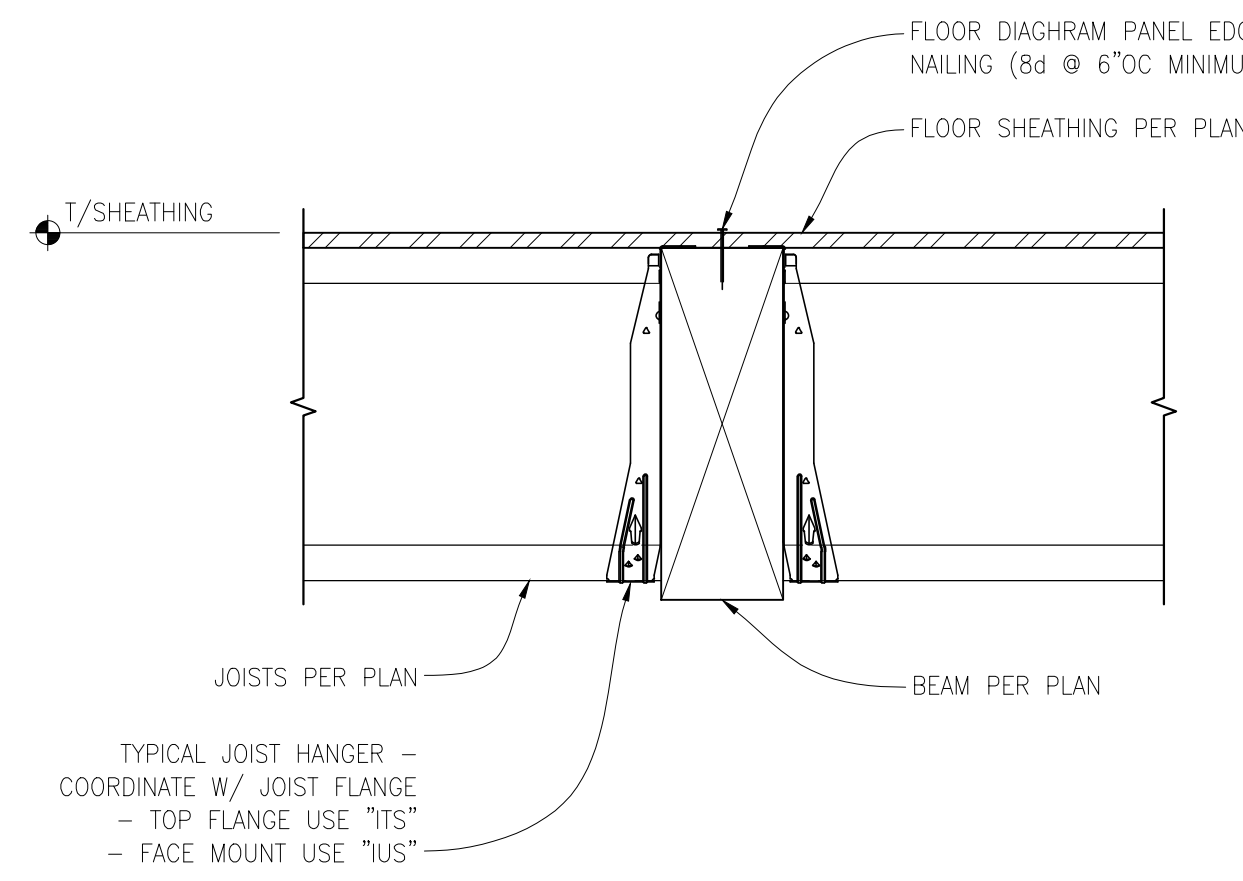 FLOOR DIAGHRAM PANEL EDG
NAILING (8d @ 6"OC MINIMU
FLOOR SHEATHING PER PLAN
T/SHEATHING
JOISTS PER PLAN
BEAM PER PLAN
TYPICAL JOIST HANGER –
COORDINATE W/ JOIST FLANGE
– TOP FLANGE USE "ITS"
– FACE MOUNT USE "IUS"